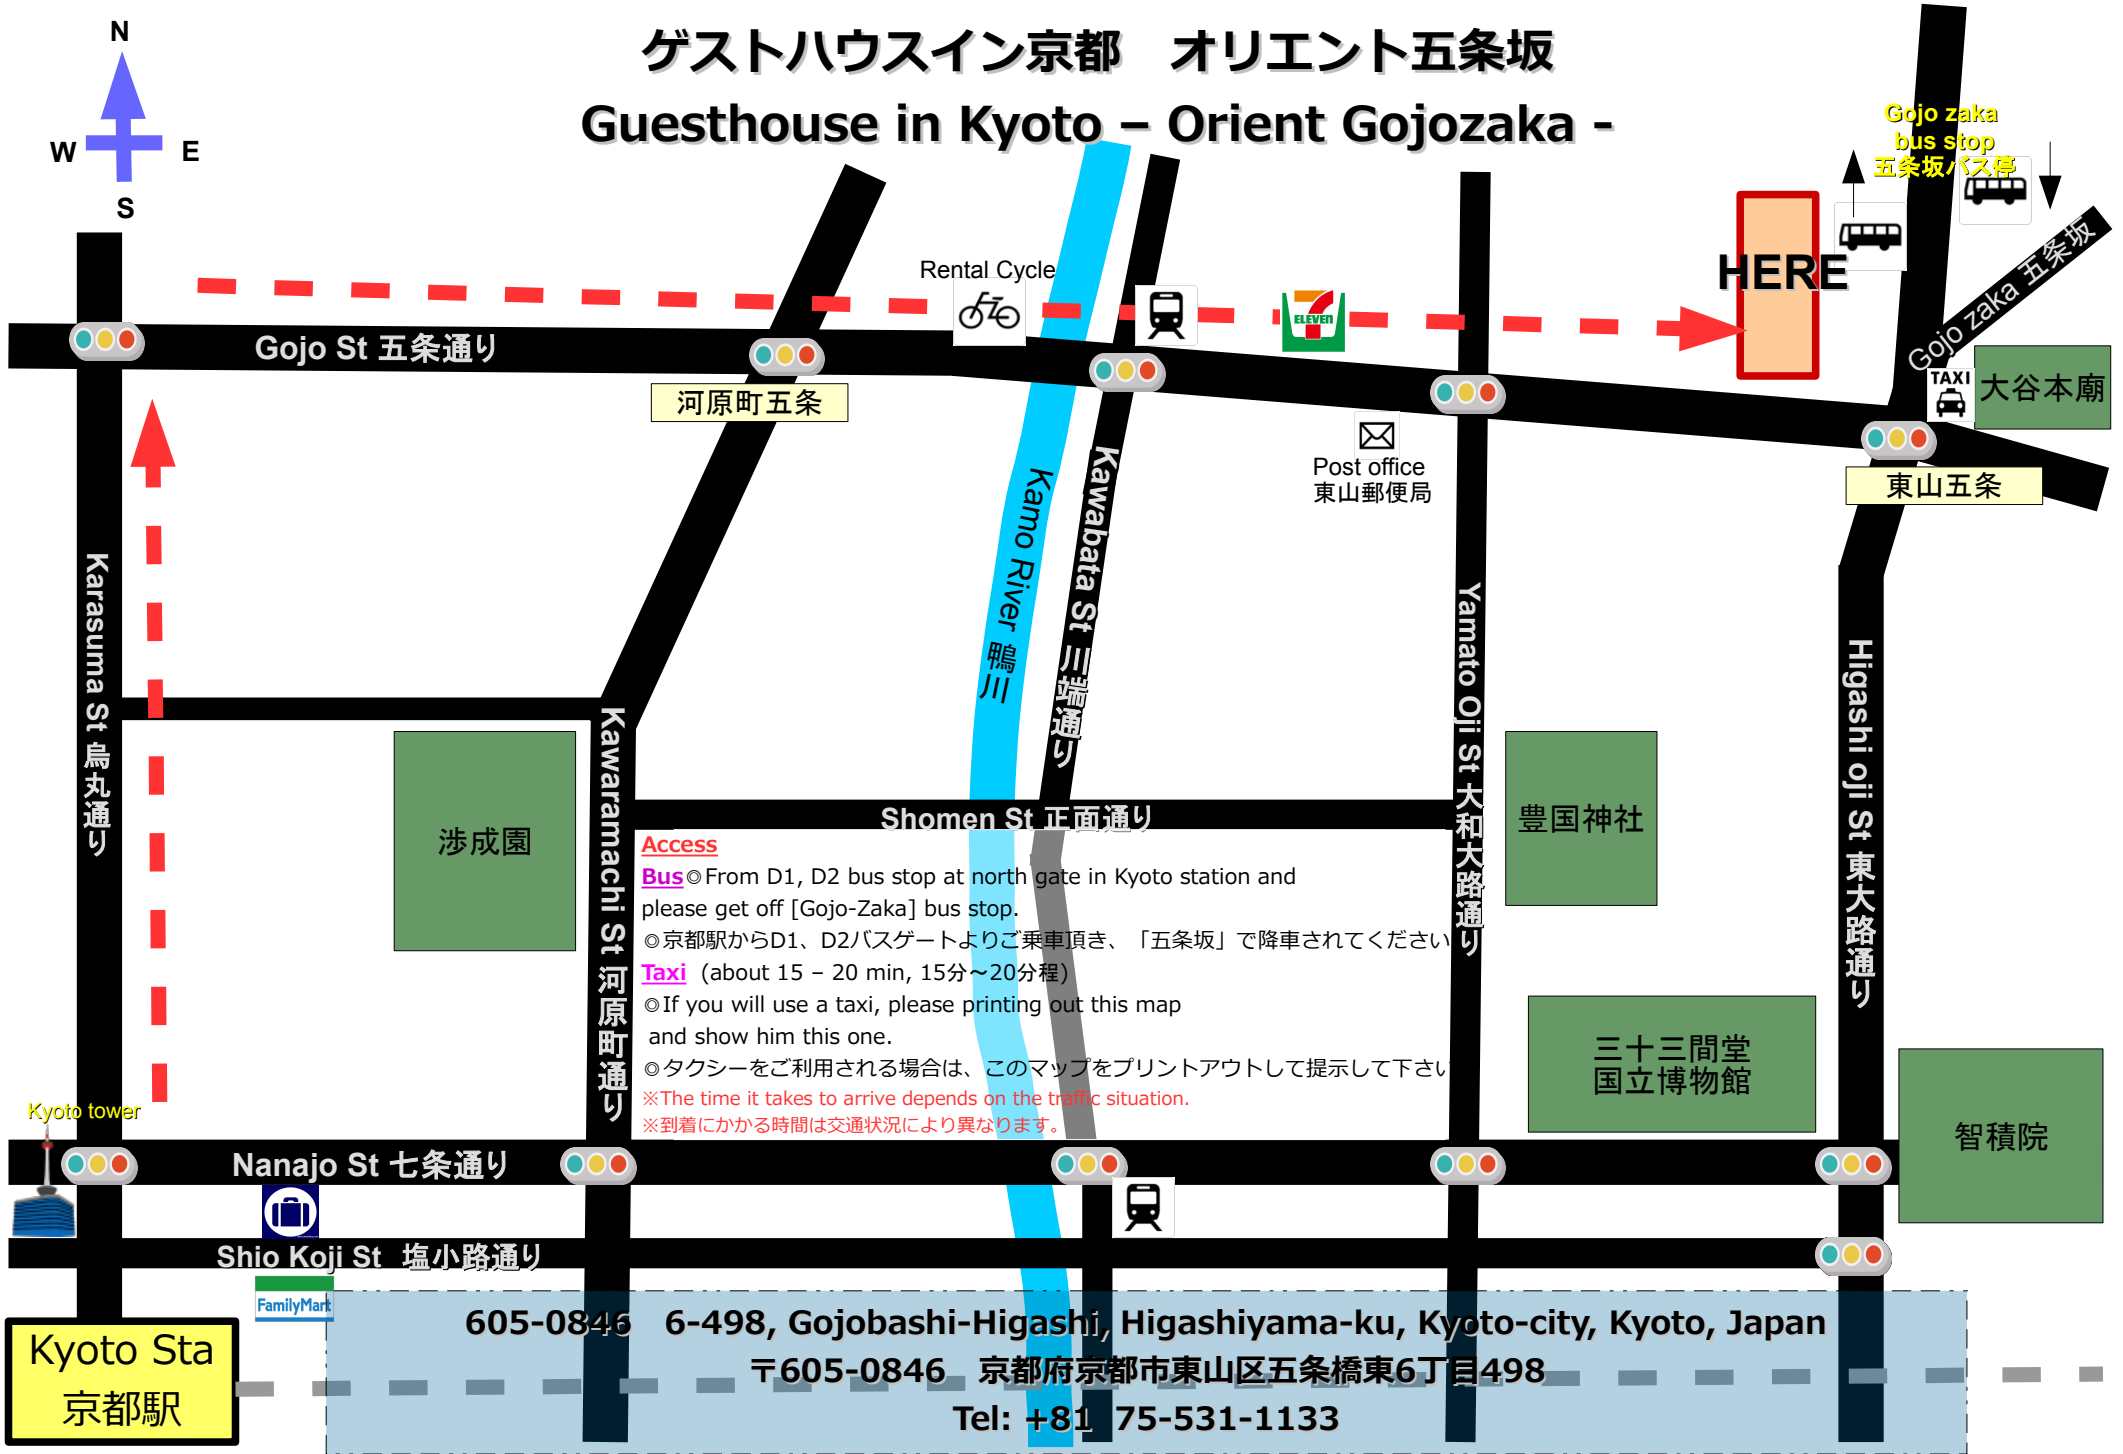 ゲストハウスイン京都　オリエント五条坂
Guesthouse in Kyoto – Orient Gojozaka -
N
W
E
S
Gojo zaka
bus stop
五条坂バス停
HERE
Gojo zaka 五条坂
Rental Cycle
ELEVEN
Gojo St 五条通り
河原町五条
TAXI
大谷本廟
東山五条
Post office
東山郵便局
Kamo River 鴨川
Kawabata St 川端通り
Karasuma St 烏丸通り
Kawaramachi St 河原町通り
Yamato Oji St 大和大路通り
Higashi oji St 東大路通り
渉成園
豊国神社
Shomen St 正面通り
Access
Bus◎From D1, D2 bus stop at north gate in Kyoto station and
please get off [Gojo-Zaka] bus stop.
◎京都駅からD1、D2バスゲートよりご乗車頂き、「五条坂」で降車されてください
Taxi (about 15 – 20 min, 15分～20分程)
◎If you will use a taxi, please printing out this map
and show him this one.
◎タクシーをご利用される場合は、このマップをプリントアウトして提示して下さい
※The time it takes to arrive depends on the traffic situation.
※到着にかかる時間は交通状況により異なります。
三十三間堂
国立博物館
智積院
Kyoto tower
Nanajo St 七条通り
Shio Koji St 塩小路通り
FamilyMart
Kyoto Sta
京都駅
605-0846　6-498, Gojobashi-Higashi, Higashiyama-ku, Kyoto-city, Kyoto, Japan
〒605-0846　京都府京都市東山区五条橋東6丁目498
Tel: +81 75-531-1133